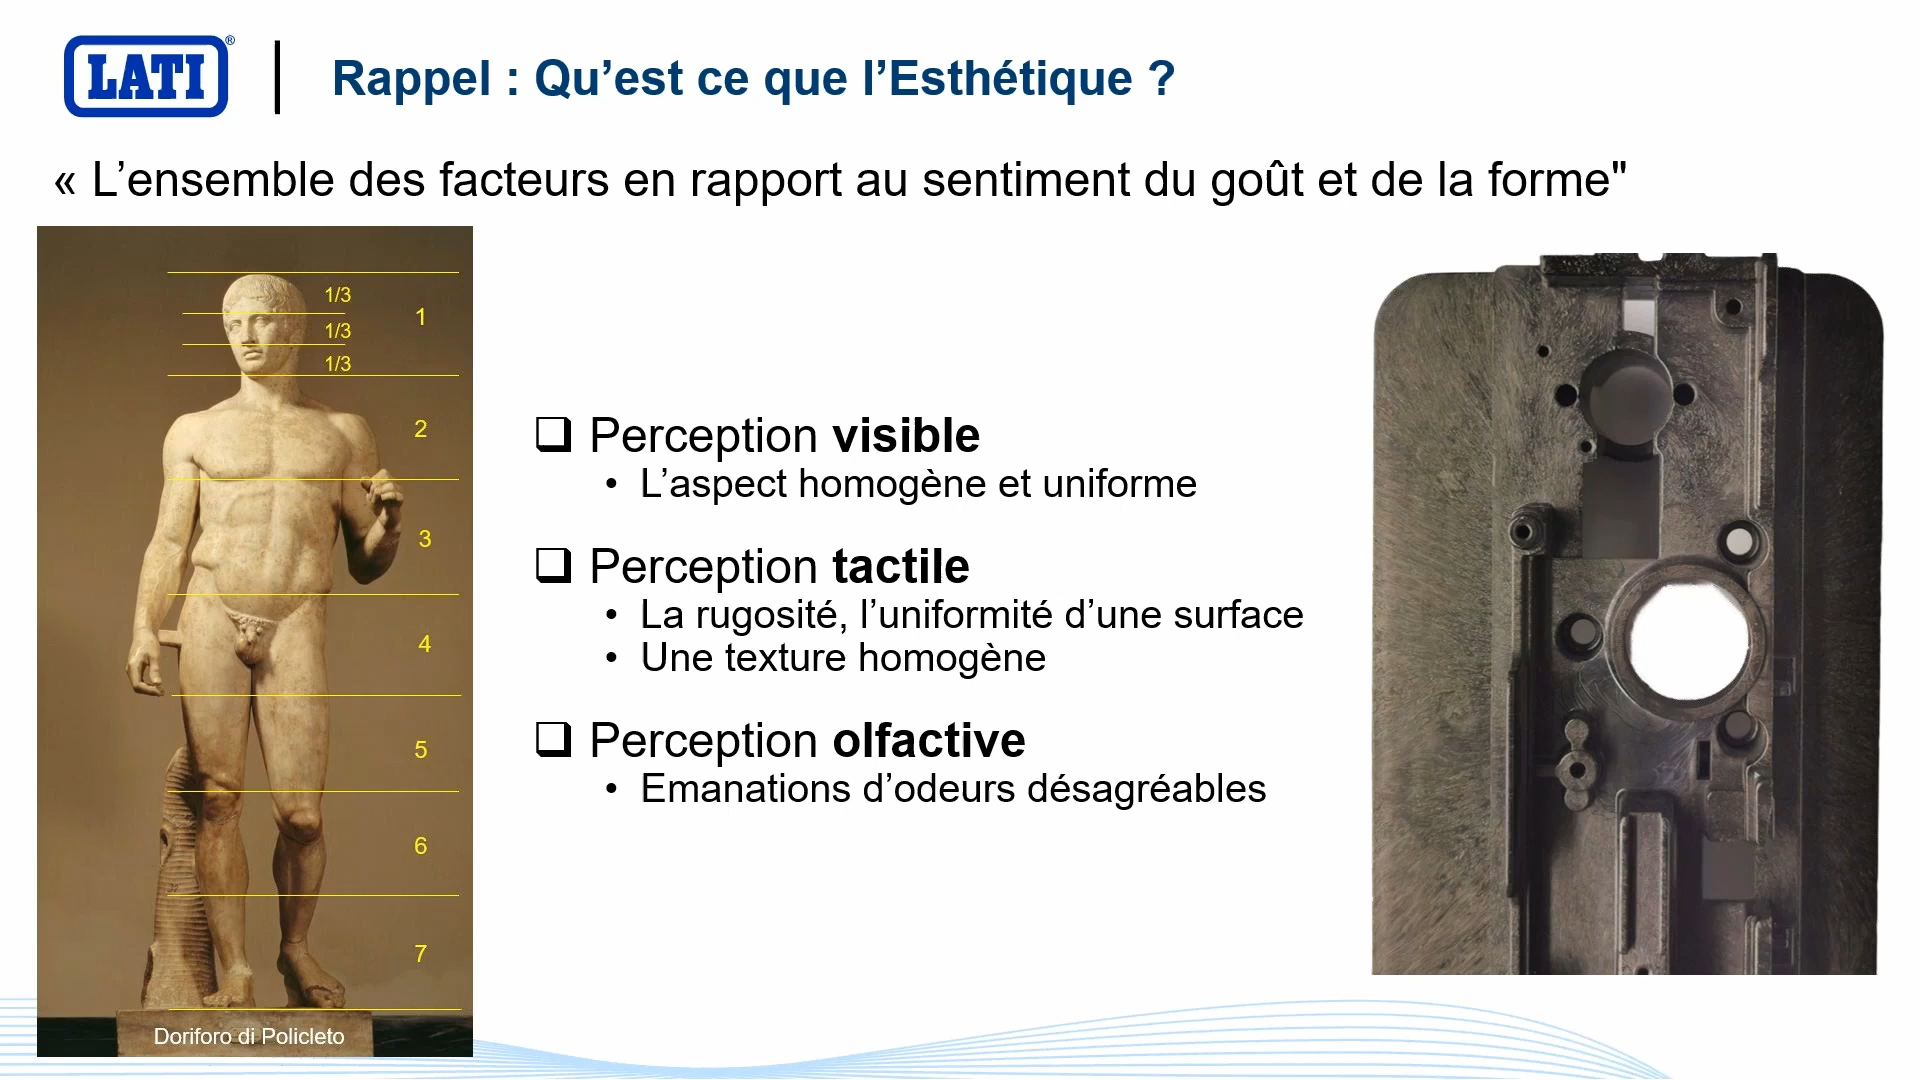 LATI®
Rappel : Qu’est ce que l’Esthétique ?
« L’ensemble des facteurs en rapport au sentiment du goût et de la forme"
1/3
1/3
1/3
1
2
3
4
5
6
7
Doriforo di Policleto
❑ Perception visible
• L’aspect homogène et uniforme
❑ Perception tactile
• La rugosité, l’uniformité d’une surface
• Une texture homogène
❑ Perception olfactive
• Emanations d’odeurs désagréables